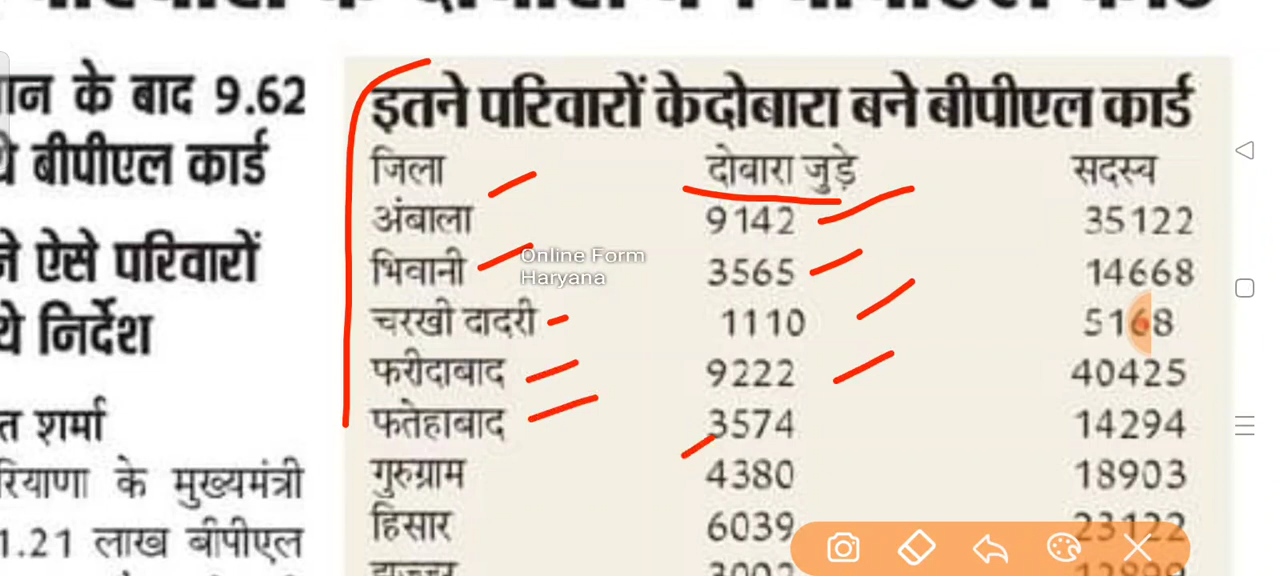 ान के बाद 9.62
ये बीपीएल कार्ड
ने ऐसे परिवारों
ये निर्देश
त शर्मा
रियाणा के मुख्यमंत्री
1.21 लाख बीपीएल
इतने परिवारों केदोबारा बने बीपीएल कार्ड
जिला दोबारा जुड़े सदस्य
अंबाला 9142 35122
भिवानी 3565 14668
चरखी दादरी 1110 5168
फरीदाबाद 9222 40425
फतेहाबाद 3574 14294
गुरुग्राम 4380 18903
हिसार 6039 23122
Online Form
Haryana